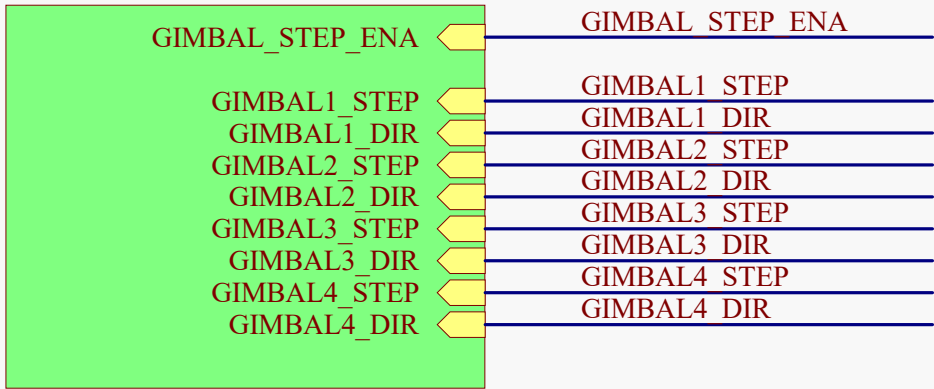 GIMBAL_STEP_ENA GIMBAL_STEP_ENA
GIMBAL1_STEP GIMBAL1_STEP
GIMBAL1_DIR GIMBAL1_DIR
GIMBAL2_STEP GIMBAL2_STEP
GIMBAL2_DIR GIMBAL2_DIR
GIMBAL3_STEP GIMBAL3_STEP
GIMBAL3_DIR GIMBAL3_DIR
GIMBAL4_STEP GIMBAL4_STEP
GIMBAL4_DIR GIMBAL4_DIR